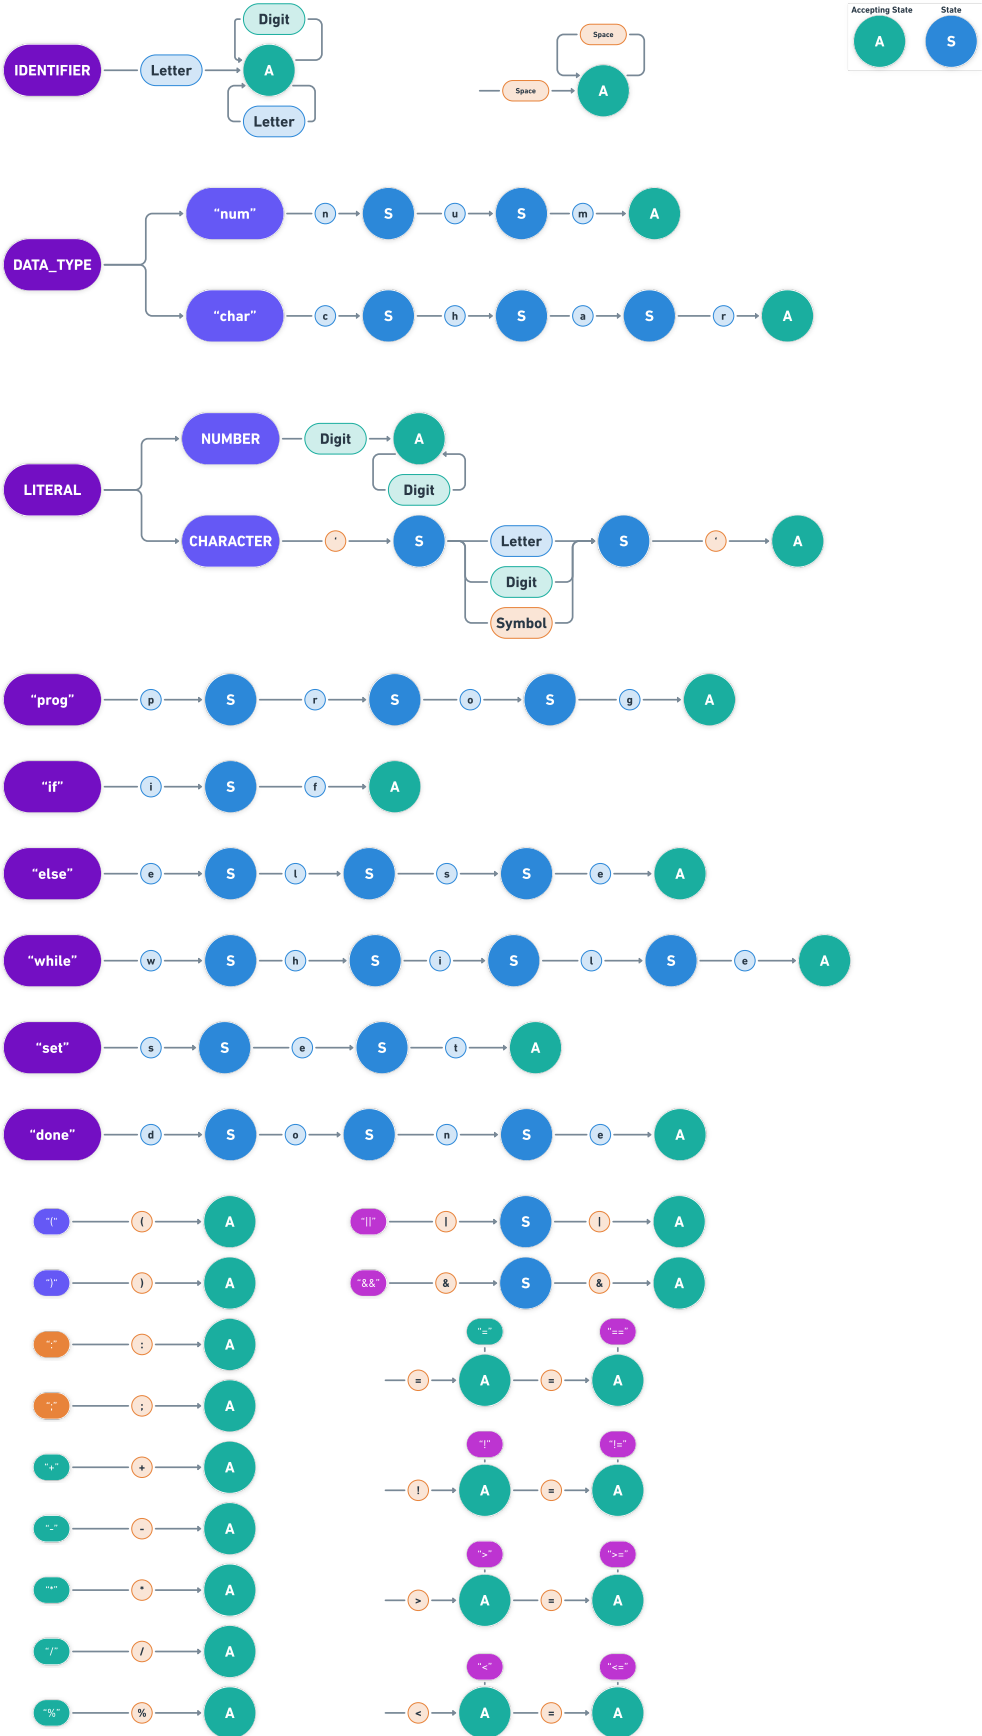 Accepting State State
A S
Digit
IDENTIFIER Letter A
Letter
Space
Space A
"num" n S u S m A
DATA_TYPE
"char" c S h S a S r A
NUMBER Digit A
Digit
LITERAL
CHARACTER ' S Letter S ' A
Digit
Symbol
"prog" p S r S o S g A
"if" i S f A
"else" e S l S s S e A
"while" w S h S i S l S e A
"set" s S e S t A
"done" d S o S n S e A
"(" ( A
")" ) A
":" : A
";" ; A
"+" + A
"-" - A
"*" * A
"/" / A
"%" % A
"||" | S | A
"&&" & S & A
"=" "=="
= A = A
"!" "!="
! A = A
">" ">="
> A = A
"<" "<="
< A = A